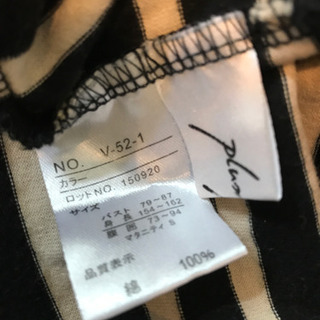 NO. V-52-1
カラー
ロットNO. 150920
サイズ
バスト 79~87
身長 154~162
腹囲 73~94
マタニティ S
品質表示
綿 100%
plus